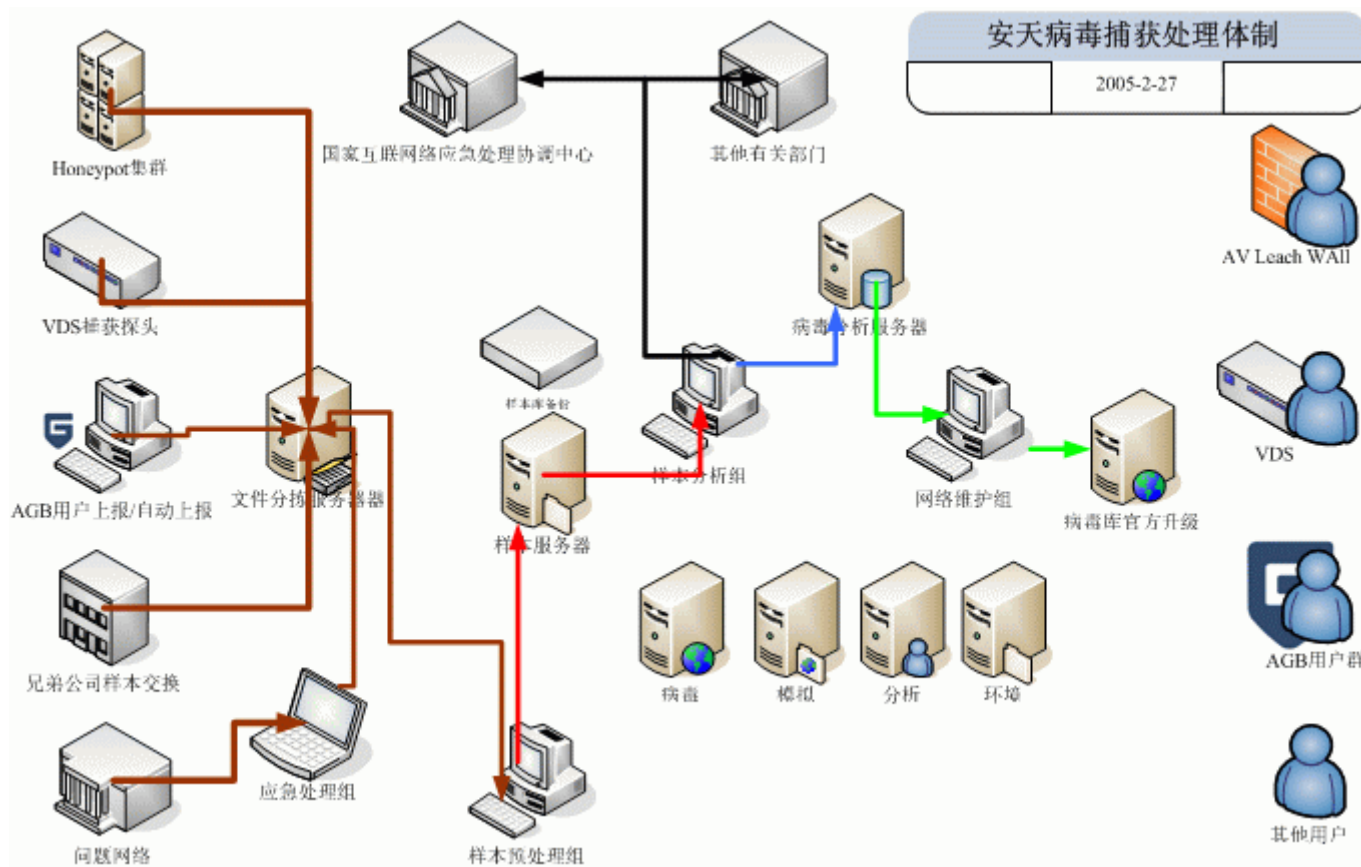 安天病毒捕获处理体制
2005-2-27
Honeypot集群
国家互联网络应急处理协调中心
其他有关部门
AV Leach WAll
VDS捕获探头
病毒分析服务器
样本库备份
VDS
AGB用户上报/自动上报
文件分拣服务器器
样本分析组
网络维护组
病毒库官方升级
样本服务器
兄弟公司样本交换
病毒
模拟
分析
环境
AGB用户群
应急处理组
问题网络
样本预处理组
其他用户